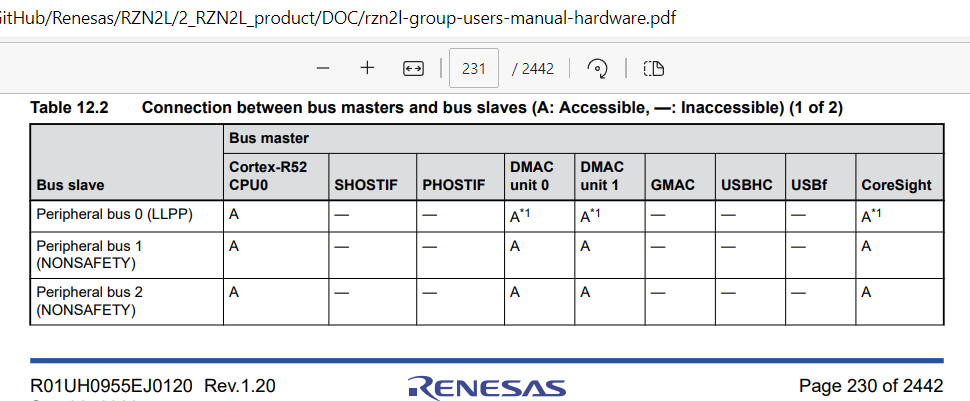 GitHub/Renesas/RZN2L/2_RZN2L_product/DOC/rzn2l-group-users-manual-hardware.pdf
231 / 2442
Table 12.2 Connection between bus masters and bus slaves (A: Accessible, —: Inaccessible) (1 of 2)
Bus slave
Bus master
Cortex-R52 CPU0 SHOSTIF PHOSTIF DMAC unit 0 DMAC unit 1 GMAC USBHC USBf CoreSight
Peripheral bus 0 (LLPP) A — — A*1 A*1 — — — A*1
Peripheral bus 1 (NONSAFETY) A — — A A — — — A
Peripheral bus 2 (NONSAFETY) A — — A A — — — A
R01UH0955EJ0120 Rev.1.20 RENESAS Page 230 of 2442